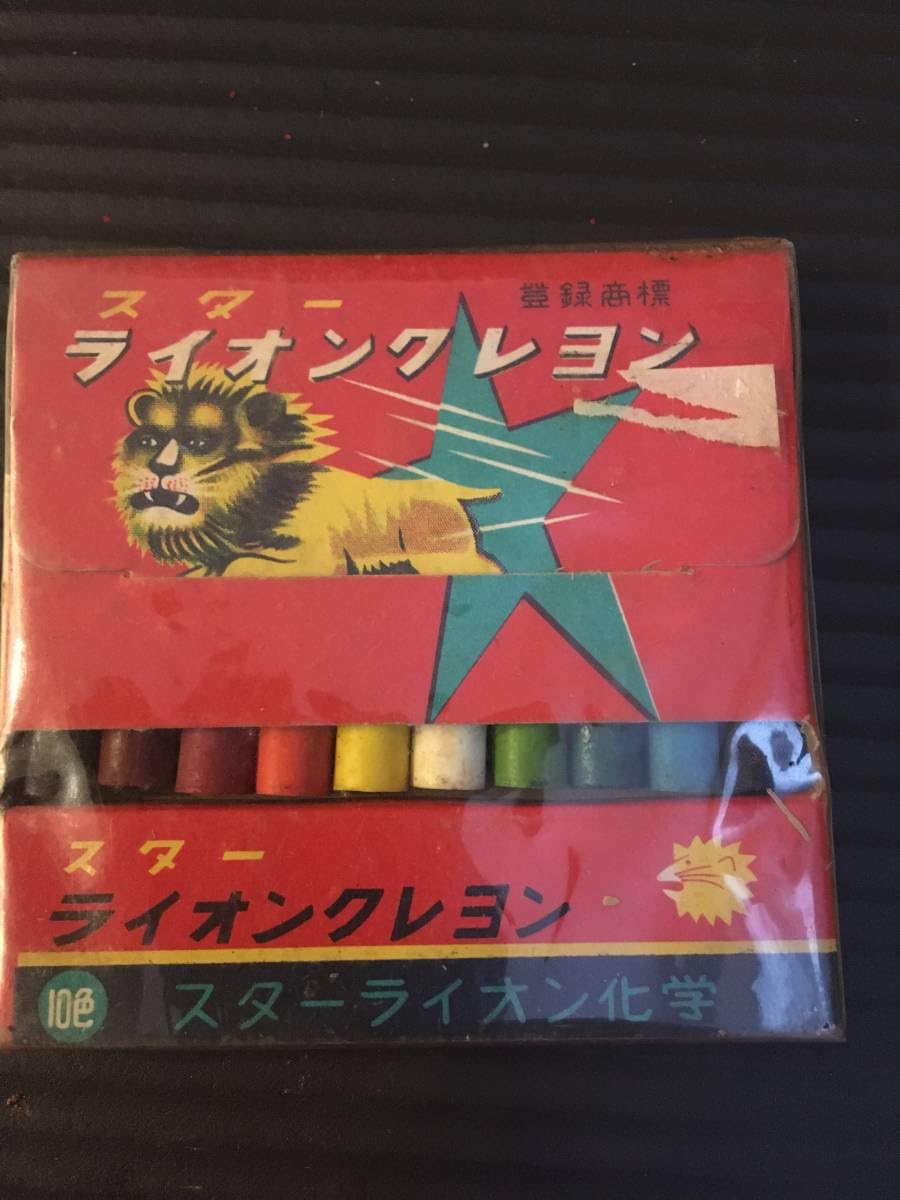 スター
登録商標
ライオンクレヨン
スター
ライオンクレヨン
10色
スターライオン化学